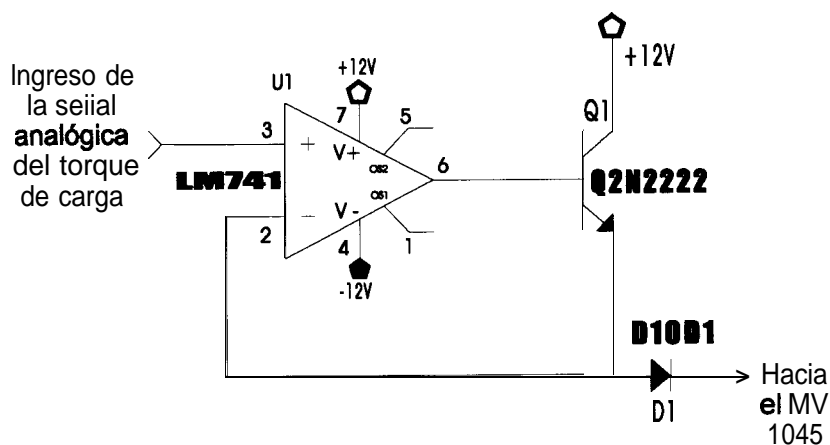 Ingreso de
la seiial
analógica
del torque
de carga
U1
+12V
7
5
3
+
V+
OS2
6
LM741
OS1
−
V -
2
4
1
-12V
+12V
Q1
Q2N2222
D1OD1
D1
Hacia
el MV
1045